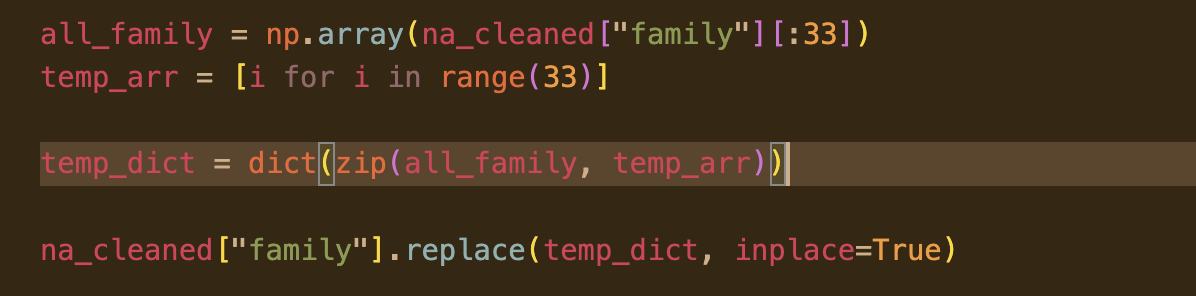 all_family = np.array(na_cleaned["family"][:33])
temp_arr = [i for i in range(33)]
temp_dict = dict(zip(all_family, temp_arr))
na_cleaned["family"].replace(temp_dict, inplace=True)